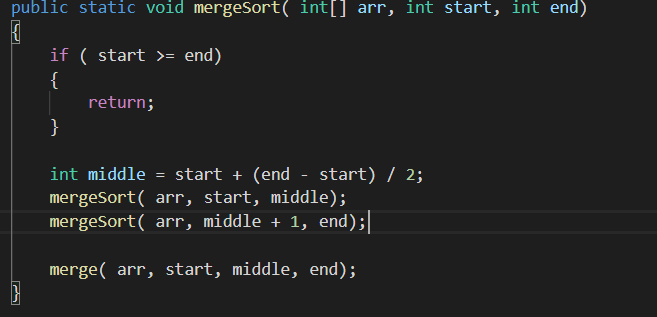 public static void mergeSort( int[] arr, int start, int end)
{
    if ( start >= end)
    {
        return;
    }
    int middle = start + (end - start) / 2;
    mergeSort( arr, start, middle);
    mergeSort( arr, middle + 1, end);
    merge( arr, start, middle, end);
}